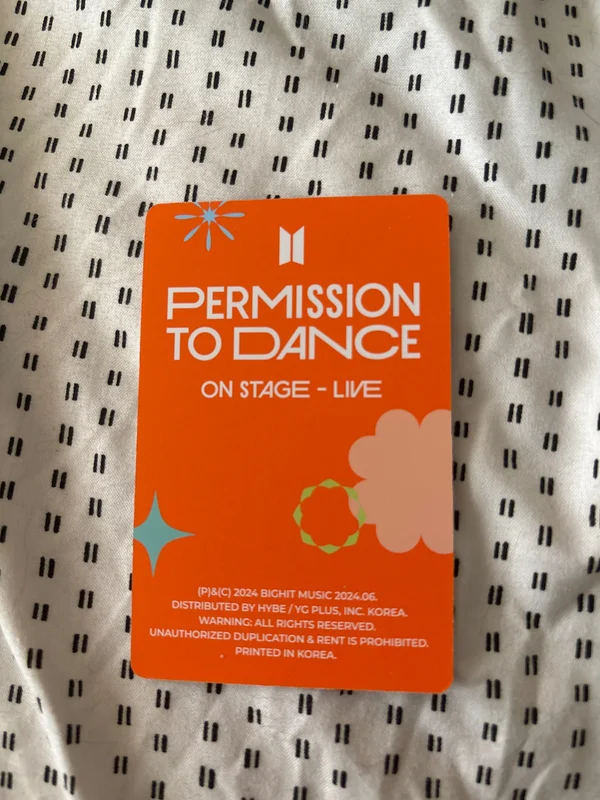 PERMISSION
TO DANCE
ON STAGE - LIVE
(P)&(C) 2024 BIGHIT MUSIC 2024.06.
DISTRIBUTED BY HYBE / YG PLUS, INC. KOREA.
WARNING: ALL RIGHTS RESERVED.
UNAUTHORIZED DUPLICATION & RENT IS PROHIBITED.
PRINTED IN KOREA.